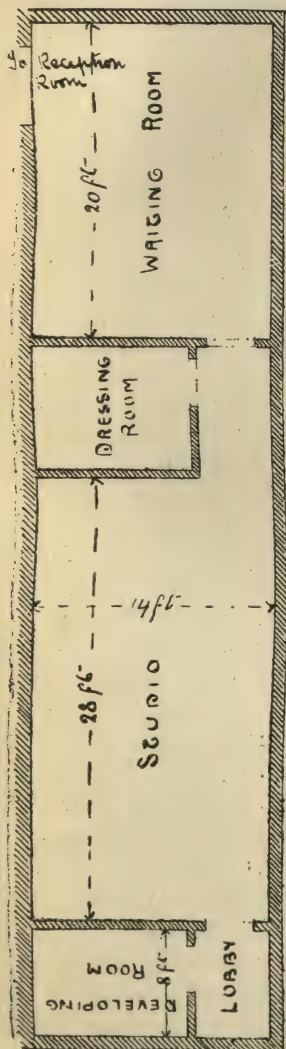 To
Reception
Room
20 ft
WAITING ROOM
DRESSING
ROOM
14 ft
28 ft
STUDIO
DEVELOPING
ROOM
8 ft
LOBBY